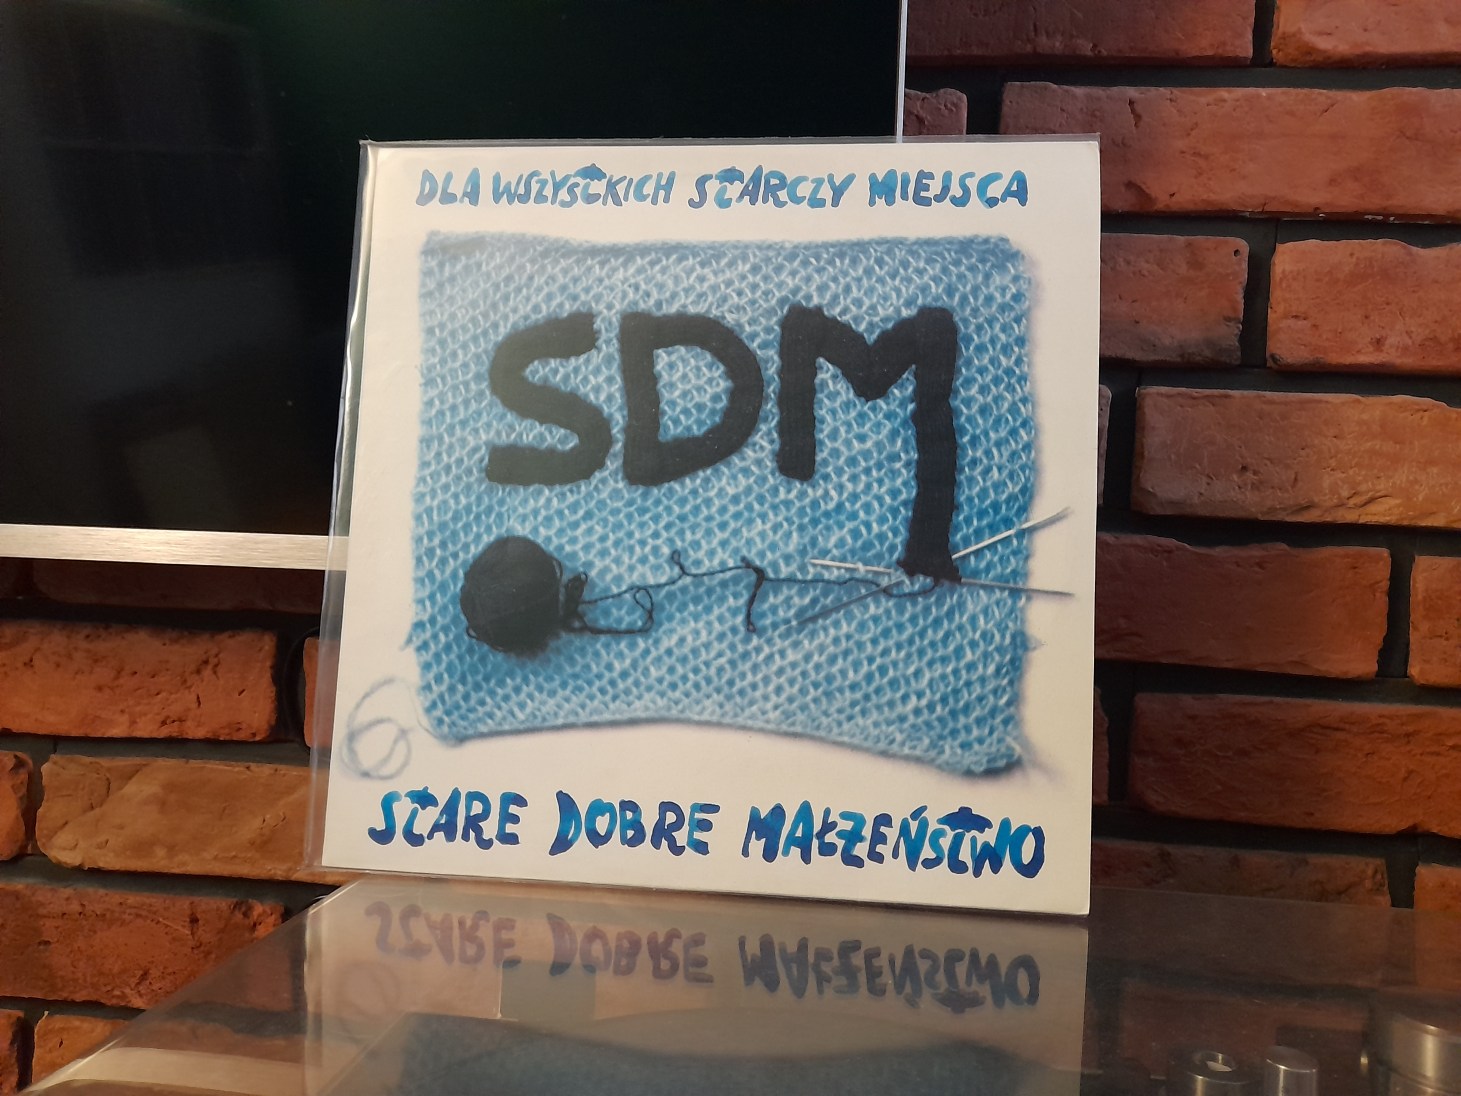 DLA WSZYSTKICH STARCZY MIEJSCA
SDM
STARE DOBRE MAŁŻEŃSTWO